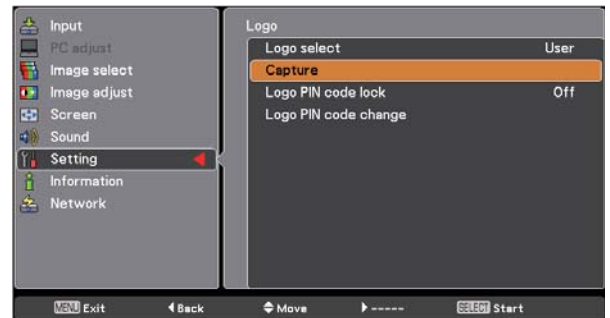 Input
PC adjust
Image select
Image adjust
Screen
Sound
Setting
Information
Network
Logo
Logo select User
Capture
Logo PIN code lock Off
Logo PIN code change
MENU Exit Back Move ----- SELECT Start